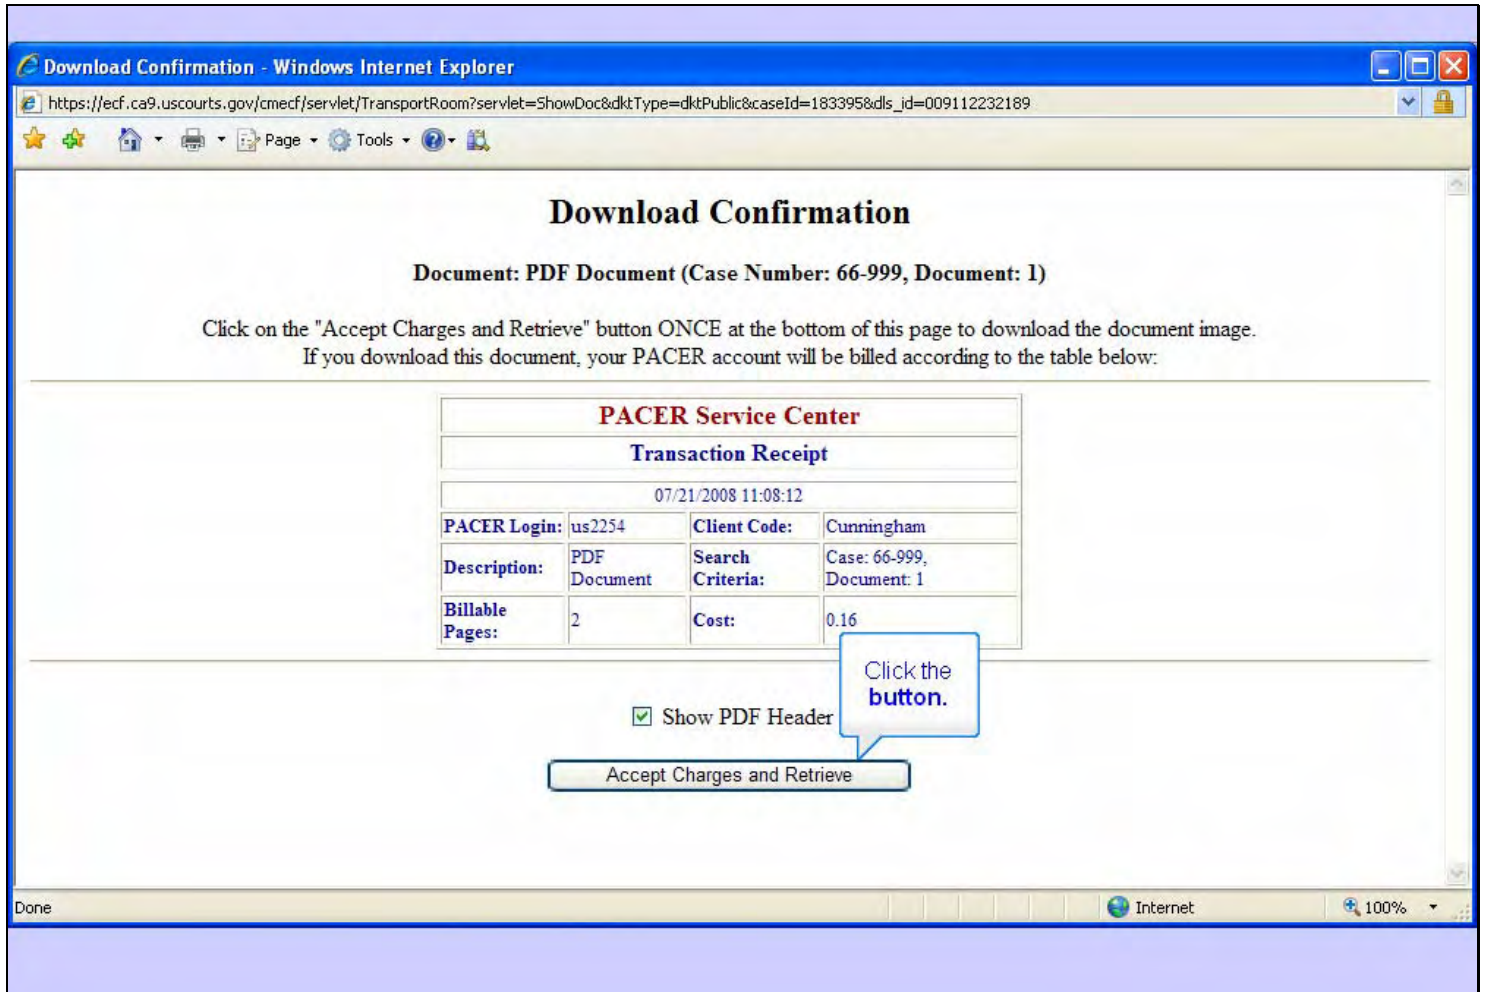 Download Confirmation - Windows Internet Explorer
https://ecf.ca9.uscourts.gov/cmecf/servlet/TransportRoom?servlet=ShowDoc&dktType=dktPublic&caseId=183395&dls_id=009112232189
Page Tools
Download Confirmation
Document: PDF Document (Case Number: 66-999, Document: 1)
Click on the "Accept Charges and Retrieve" button ONCE at the bottom of this page to download the document image.
If you download this document, your PACER account will be billed according to the table below:
PACER Service Center
Transaction Receipt
07/21/2008 11:08:12
PACER Login: us2254 Client Code: Cunningham
Description: PDF Document Search Criteria: Case: 66-999, Document: 1
Billable Pages: 2 Cost: 0.16
Click the
button.
Show PDF Header
Accept Charges and Retrieve
Done Internet 100%